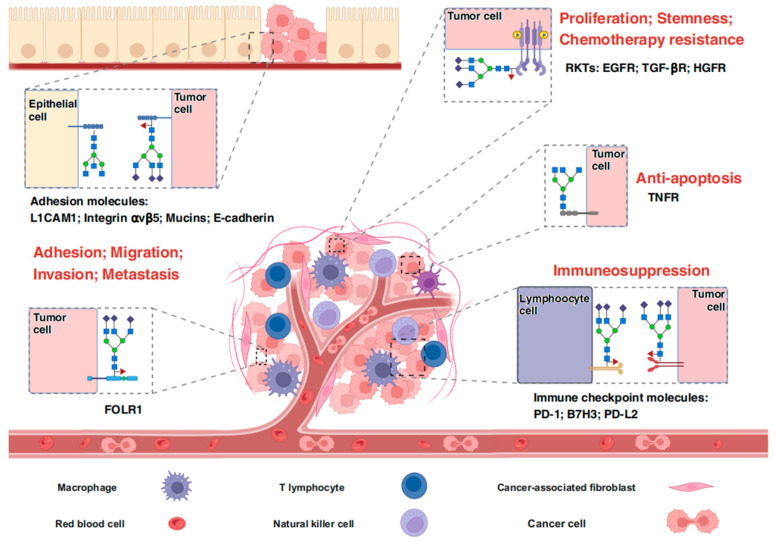 Tumor cell
Proliferation; Stemness;
Chemotherapy resistance
P
P
RKTs: EGFR; TGF-βR; HGFR
Epithelial
cell
Tumor
cell
Adhesion molecules:
L1CAM1; Integrin αvβ5; Mucins; E-cadherin
Tumor
cell
Anti-apoptosis
TNFR
Adhesion; Migration;
Invasion; Metastasis
Tumor
cell
FOLR1
Immuneosuppression
Lymphoocyte
cell
Tumor
cell
Immune checkpoint molecules:
PD-1; B7H3; PD-L2
Macrophage
T lymphocyte
Cancer-associated fibroblast
Red blood cell
Natural killer cell
Cancer cell